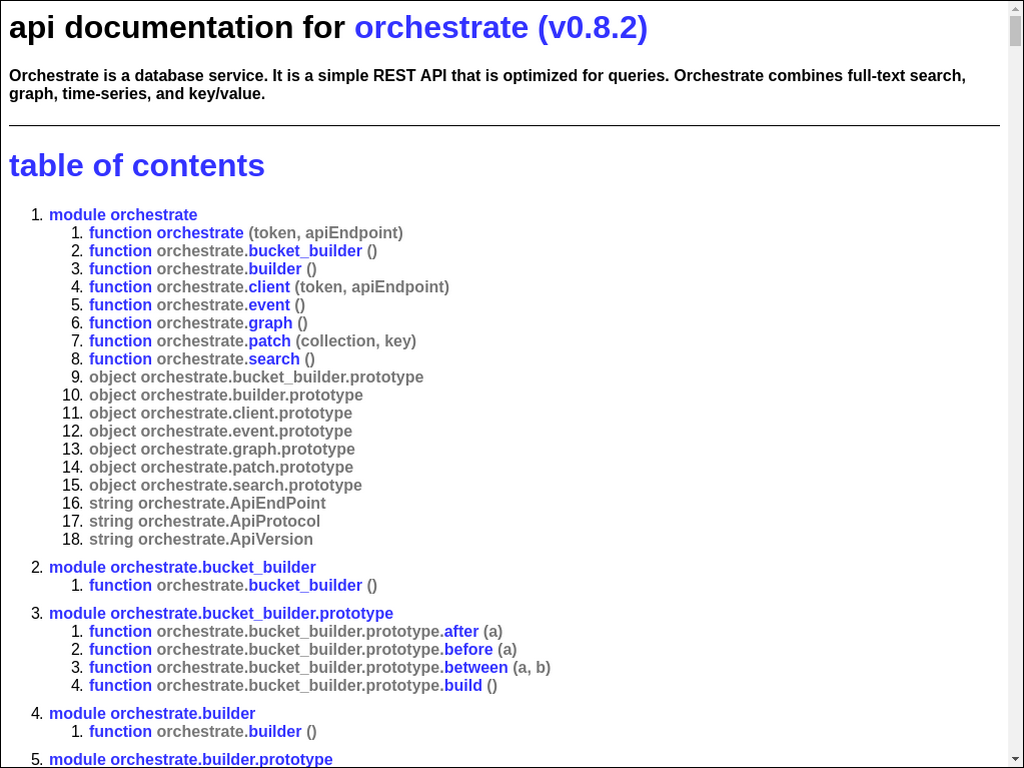 api documentation for orchestrate (v0.8.2)
Orchestrate is a database service. It is a simple REST API that is optimized for queries. Orchestrate combines full-text search,
graph, time-series, and key/value.
table of contents
1. module orchestrate
1. function orchestrate (token, apiEndpoint)
2. function orchestrate.bucket_builder ()
3. function orchestrate.builder ()
4. function orchestrate.client (token, apiEndpoint)
5. function orchestrate.event ()
6. function orchestrate.graph ()
7. function orchestrate.patch (collection, key)
8. function orchestrate.search ()
9. object orchestrate.bucket_builder.prototype
10. object orchestrate.builder.prototype
11. object orchestrate.client.prototype
12. object orchestrate.event.prototype
13. object orchestrate.graph.prototype
14. object orchestrate.patch.prototype
15. object orchestrate.search.prototype
16. string orchestrate.ApiEndPoint
17. string orchestrate.ApiProtocol
18. string orchestrate.ApiVersion
2. module orchestrate.bucket_builder
1. function orchestrate.bucket_builder ()
3. module orchestrate.bucket_builder.prototype
1. function orchestrate.bucket_builder.prototype.after (a)
2. function orchestrate.bucket_builder.prototype.before (a)
3. function orchestrate.bucket_builder.prototype.between (a, b)
4. function orchestrate.bucket_builder.prototype.build ()
4. module orchestrate.builder
1. function orchestrate.builder ()
5. module orchestrate.builder.prototype